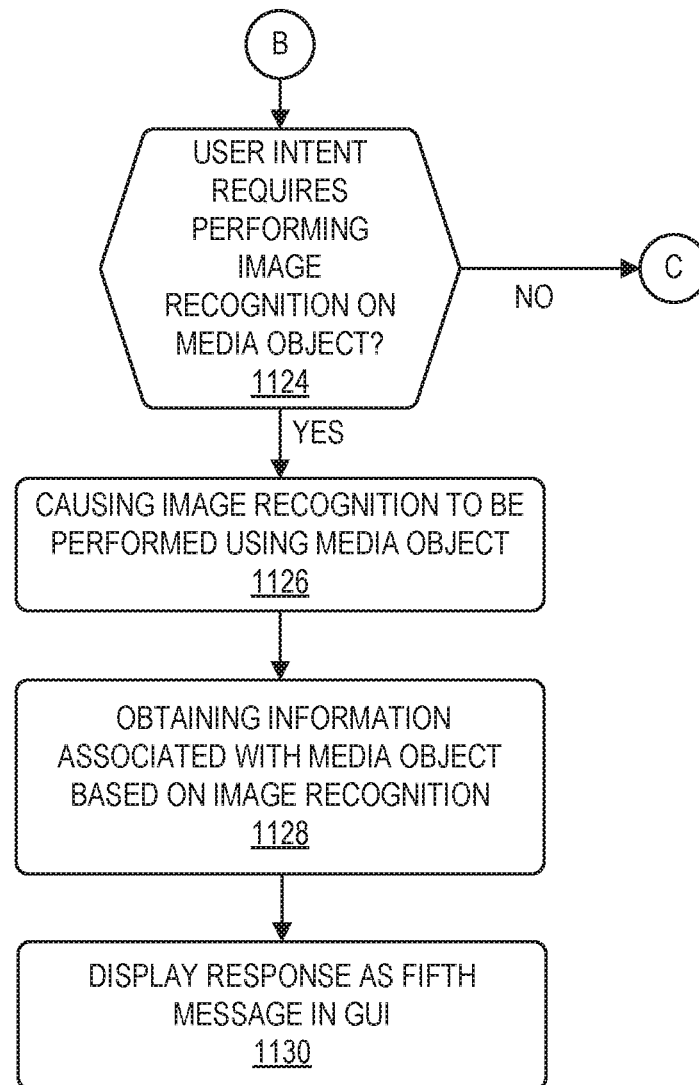 B
USER INTENT
REQUIRES
PERFORMING
IMAGE
RECOGNITION ON
MEDIA OBJECT?
1124
NO
C
YES
CAUSING IMAGE RECOGNITION TO BE
PERFORMED USING MEDIA OBJECT
1126
OBTAINING INFORMATION
ASSOCIATED WITH MEDIA OBJECT
BASED ON IMAGE RECOGNITION
1128
DISPLAY RESPONSE AS FIFTH
MESSAGE IN GUI
1130